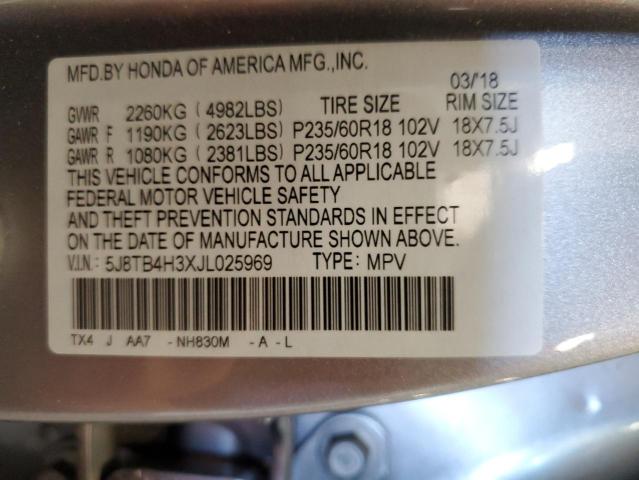 MFD.BY HONDA OF AMERICA MFG.,INC.
03/'18
GVWR 2260KG ( 4982LBS) TIRE SIZE RIM SIZE
GAWR F 1190KG ( 2623LBS) P235/60R18 102V 18X7.5J
GAWR R 1080KG ( 2381LBS) P235/60R18 102V 18X7.5J
THIS VEHICLE CONFORMS TO ALL APPLICABLE
FEDERAL MOTOR VEHICLE SAFETY
AND THEFT PREVENTION STANDARDS IN EFFECT
ON THE DATE OF MANUFACTURE SHOWN ABOVE.
V.I.N.: 5J8TB4H3XJL025969 TYPE: MPV
TX4 J AA7 - NH830M - A - L